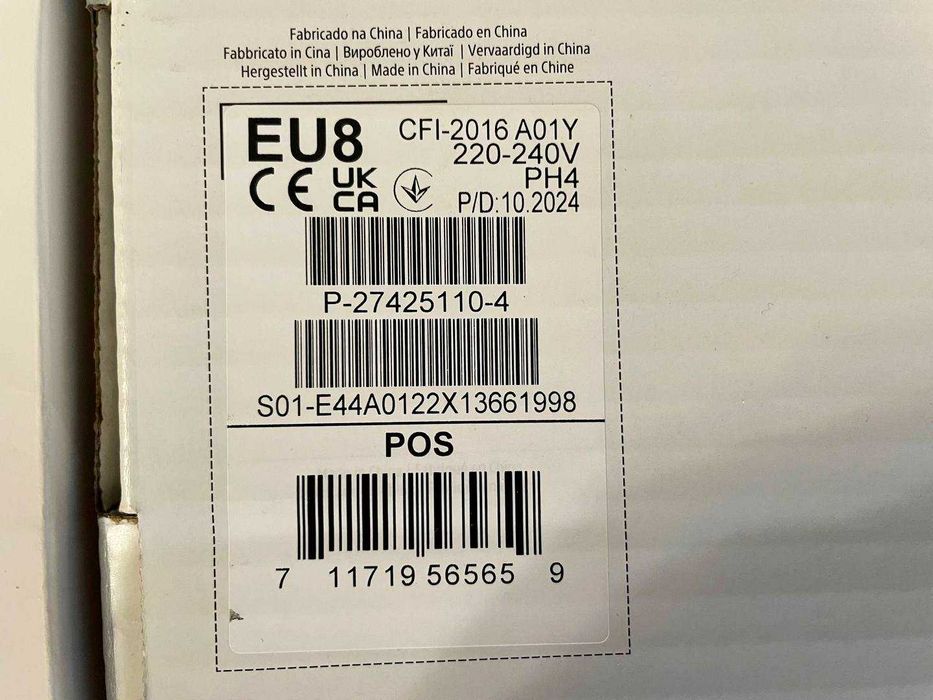 Fabricado na China | Fabricado en China
Fabbricato in Cina | Вироблено у Китаї | Vervaardigd in China
Hergestellt in China | Made in China | Fabriqué en Chine
EU8
CFI-2016 A01Y
220-240V
PH4
P/D:10.2024
CE UK CA
P-27425110-4
S01-E44A0122X13661998
POS
7 11719 56565 9